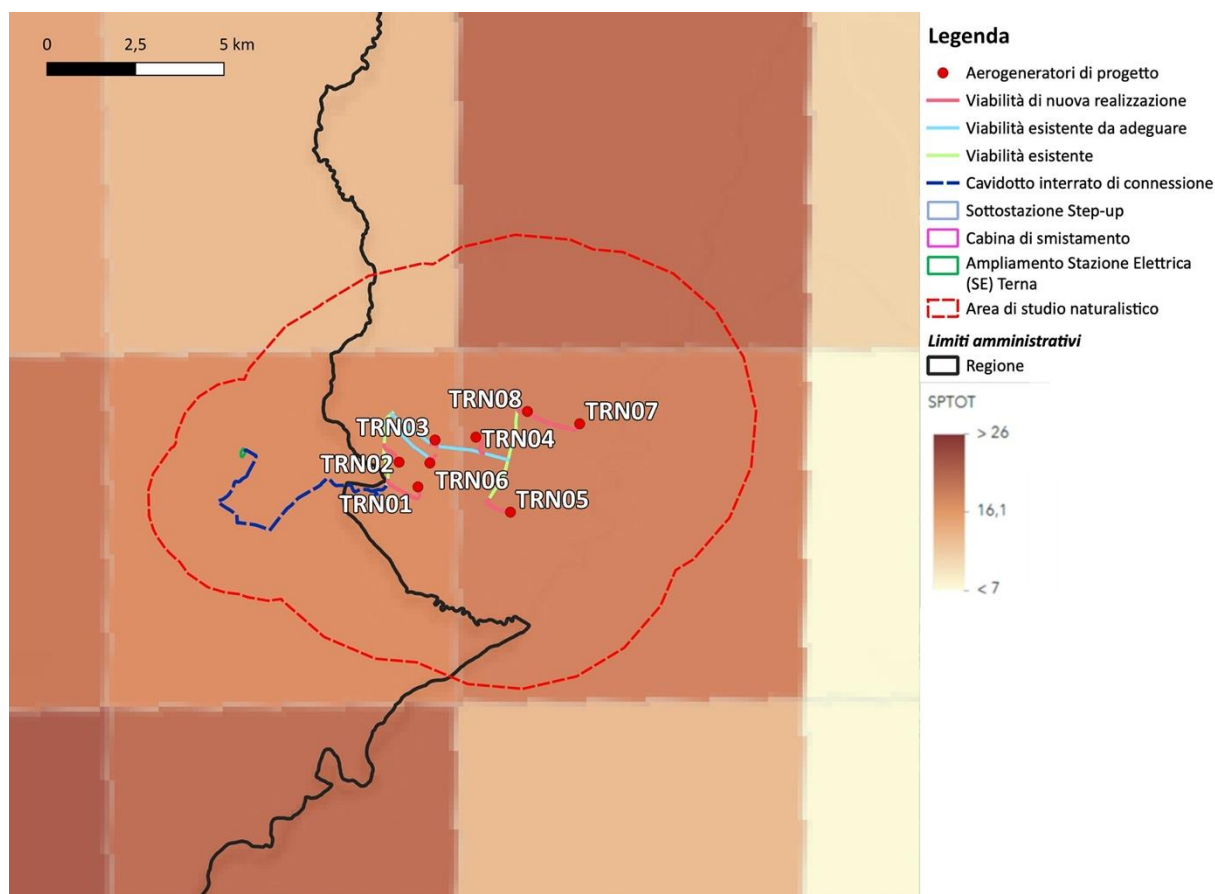 0 2,5 5 km
TRN08
TRN07
TRN03
TRN04
TRN02
TRN06
TRN01
TRN05
Legenda
Aerogeneratori di progetto
Viabilità di nuova realizzazione
Viabilità esistente da adeguare
Viabilità esistente
Cavidotto interrato di connessione
Sottostazione Step-up
Cabina di smistamento
Ampliamento Stazione Elettrica
(SE) Terna
Area di studio naturalistico
Limiti amministrativi
Regione
SPTOT
> 26
16,1
< 7